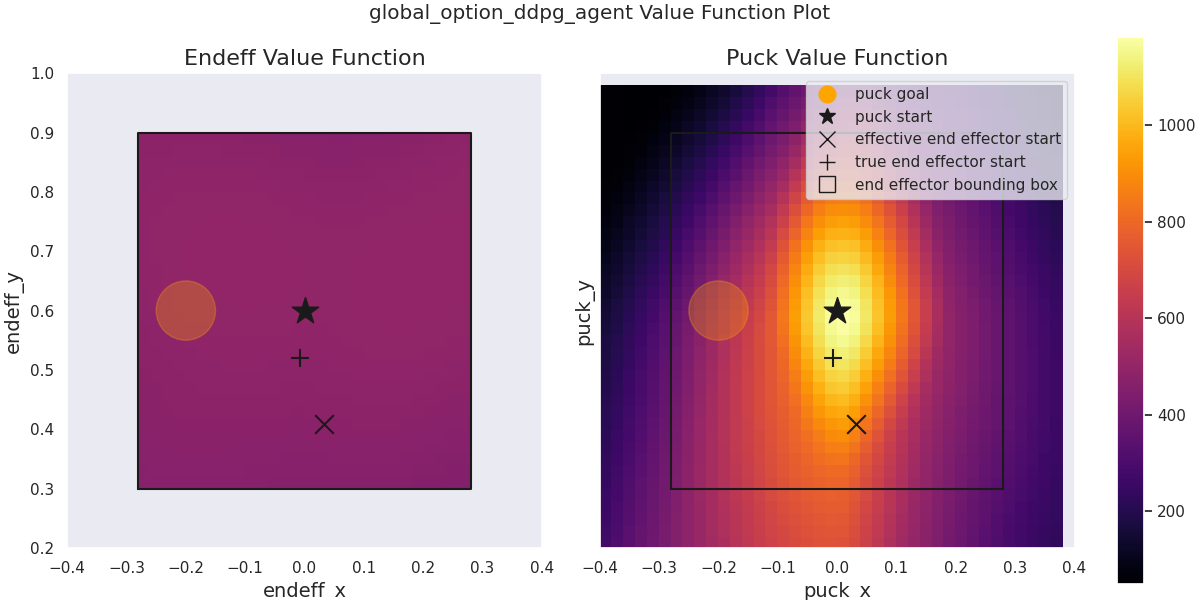 global_option_ddpg_agent Value Function Plot
Endeff Value Function
endeff_y
1.0
0.9
0.8
0.7
0.6
0.5
0.4
0.3
0.2
−0.4 −0.3 −0.2 −0.1 0.0 0.1 0.2 0.3 0.4
endeff_x
Puck Value Function
puck_y
puck goal
puck start
effective end effector start
true end effector start
end effector bounding box
−0.4 −0.3 −0.2 −0.1 0.0 0.1 0.2 0.3 0.4
puck_x
1000
800
600
400
200